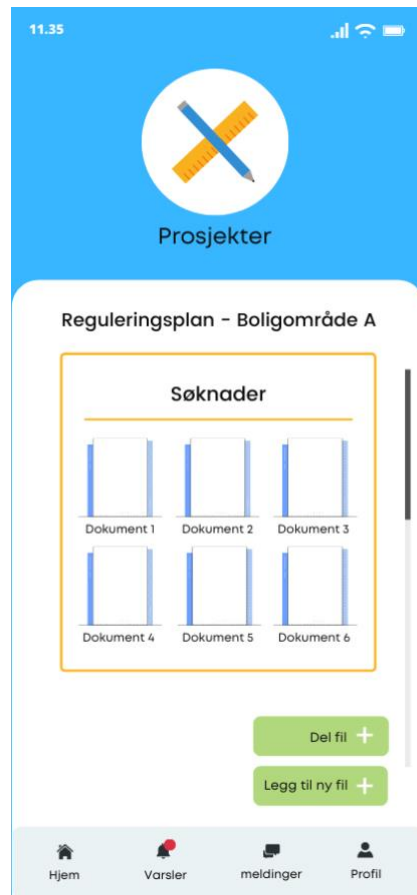 11.35
Prosjekter
Reguleringsplan - Boligområde A
Søknader
Dokument 1 Dokument 2 Dokument 3
Dokument 4 Dokument 5 Dokument 6
Del fil +
Legg til ny fil +
Hjem Varsler meldinger Profil